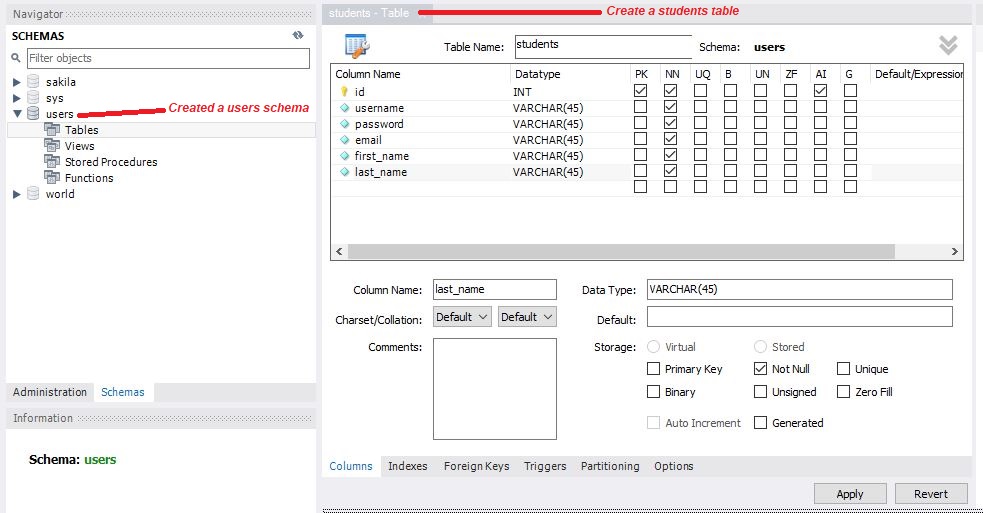 Navigator
SCHEMAS
Filter objects
sakila
sys
users
Created a users schema
Tables
Views
Stored Procedures
Functions
world
Administration Schemas
Information
Schema: users
students - Table
Create a students table
Table Name: students Schema: users
Column Name Datatype PK NN UQ B UN ZF AI G Default/Expression
id INT
username VARCHAR(45)
password VARCHAR(45)
email VARCHAR(45)
first_name VARCHAR(45)
last_name VARCHAR(45)
Column Name: last_name Data Type: VARCHAR(45)
Charset/Collation: Default Default Default:
Comments: Storage: Virtual Stored
Primary Key Not Null Unique
Binary Unsigned Zero Fill
Auto Increment Generated
Columns Indexes Foreign Keys Triggers Partitioning Options
Apply Revert